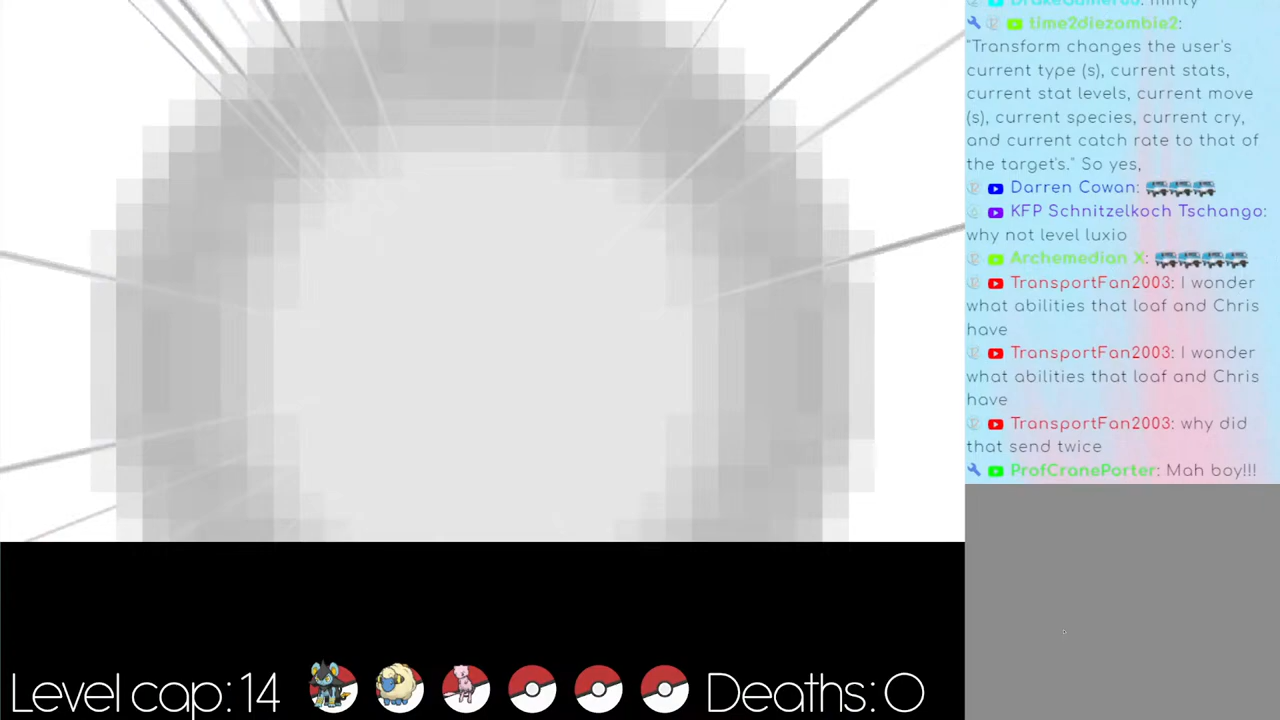 DrakeGamer65: minty
time2diezombie2:
"Transform changes the user's
current type (s), current stats,
current stat levels, current move
(s), current species, current cry,
and current catch rate to that of
the target's." So yes,
Darren Cowan:
KFP Schnitzelkoch Tschango:
why not level luxio
Archemedian X:
TransportFan2003: I wonder
what abilities that loaf and Chris
have
TransportFan2003: I wonder
what abilities that loaf and Chris
have
TransportFan2003: why did
that send twice
ProfCranePorter: Mah boy!!!
Level cap: 14
Deaths: 0